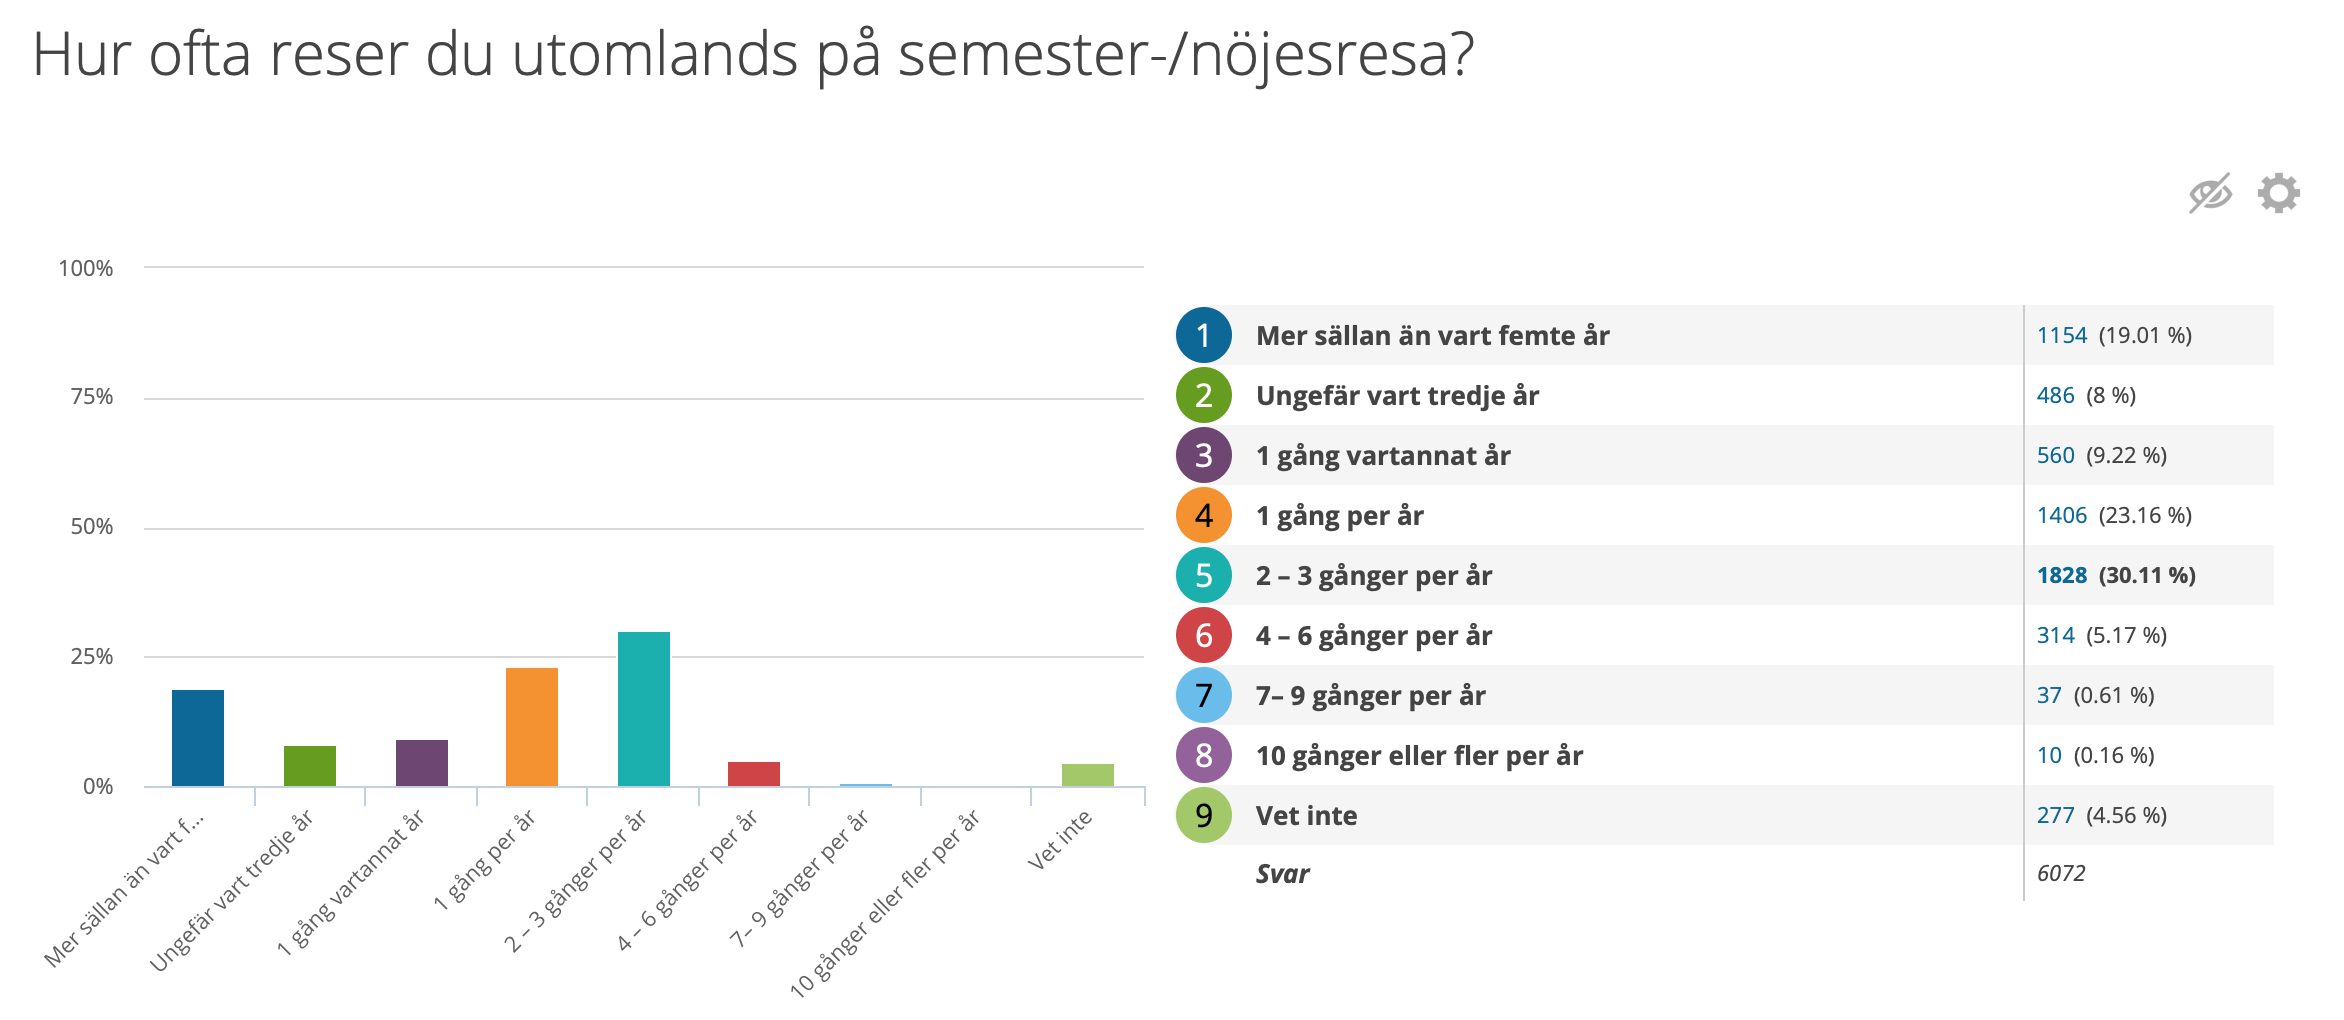 Hur ofta reser du utomlands på semester-/nöjesresa?
100%
75%
50%
25%
0%
Mer sällan än vart f...
Ungefär vart tredje år
1 gång vartannat år
1 gång per år
2 – 3 gånger per år
4 – 6 gånger per år
7– 9 gånger per år
10 gånger eller fler per år
Vet inte
1 Mer sällan än vart femte år 1154 (19.01 %)
2 Ungefär vart tredje år 486 (8 %)
3 1 gång vartannat år 560 (9.22 %)
4 1 gång per år 1406 (23.16 %)
5 2 – 3 gånger per år 1828 (30.11 %)
6 4 – 6 gånger per år 314 (5.17 %)
7 7– 9 gånger per år 37 (0.61 %)
8 10 gånger eller fler per år 10 (0.16 %)
9 Vet inte 277 (4.56 %)
Svar 6072